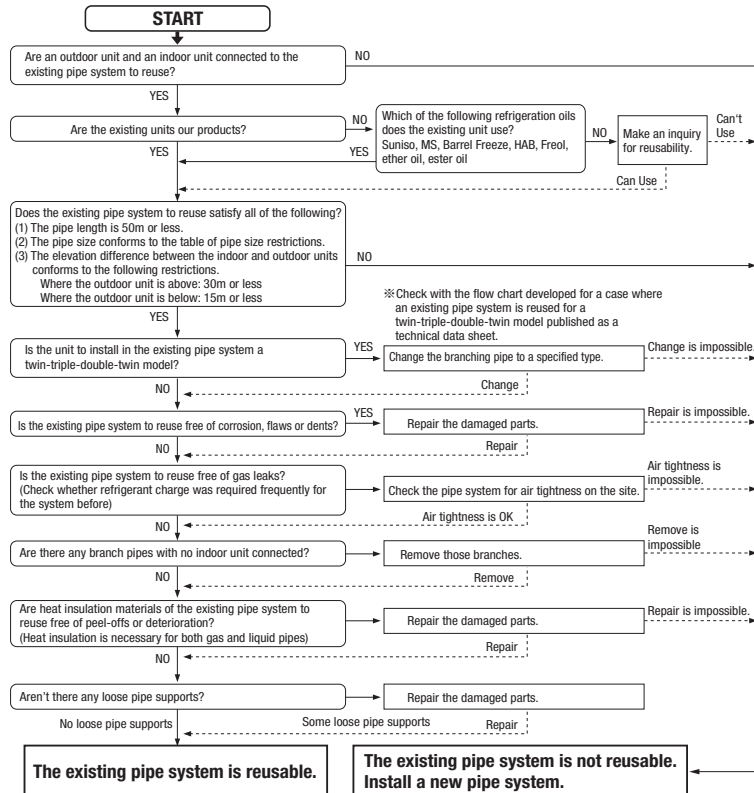 START
Are an outdoor unit and an indoor unit connected to the
existing pipe system to reuse?
NO
YES
Are the existing units our products?
NO
YES
Which of the following refrigeration oils
does the existing unit use?
Suniso, MS, Barrel Freeze, HAB, Freol,
ether oil, ester oil
NO
Make an inquiry
for reusability.
Can't
Use
YES
Can Use
Does the existing pipe system to reuse satisfy all of the following?
(1) The pipe length is 50m or less.
(2) The pipe size conforms to the table of pipe size restrictions.
(3) The elevation difference between the indoor and outdoor units
conforms to the following restrictions.
Where the outdoor unit is above: 30m or less
Where the outdoor unit is below: 15m or less
NO
YES
※Check with the flow chart developed for a case where
an existing pipe system is reused for a
twin-triple-double-twin model published as a
technical data sheet.
Is the unit to install in the existing pipe system a
twin-triple-double-twin model?
YES
Change the branching pipe to a specified type.
Change is impossible.
NO
Change
Is the existing pipe system to reuse free of corrosion, flaws or dents?
YES
Repair the damaged parts.
Repair is impossible.
NO
Repair
Is the existing pipe system to reuse free of gas leaks?
(Check whether refrigerant charge was required frequently for
the system before)
Check the pipe system for air tightness on the site.
Air tightness is
impossible.
NO
Air tightness is OK
Are there any branch pipes with no indoor unit connected?
Remove those branches.
Remove is
impossible
NO
Remove
Are heat insulation materials of the existing pipe system to
reuse free of peel-offs or deterioration?
(Heat insulation is necessary for both gas and liquid pipes)
Repair the damaged parts.
Repair is impossible.
NO
Repair
Aren't there any loose pipe supports?
Repair the damaged parts.
No loose pipe supports
Some loose pipe supports
Repair
The existing pipe system is reusable.
The existing pipe system is not reusable.
Install a new pipe system.